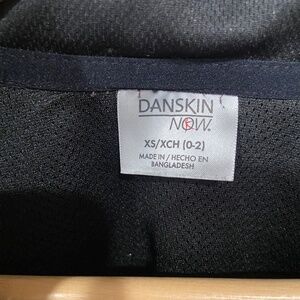 DANSKIN
NOW.
XS/XCH (0-2)
MADE IN / HECHO EN
BANGLADESH